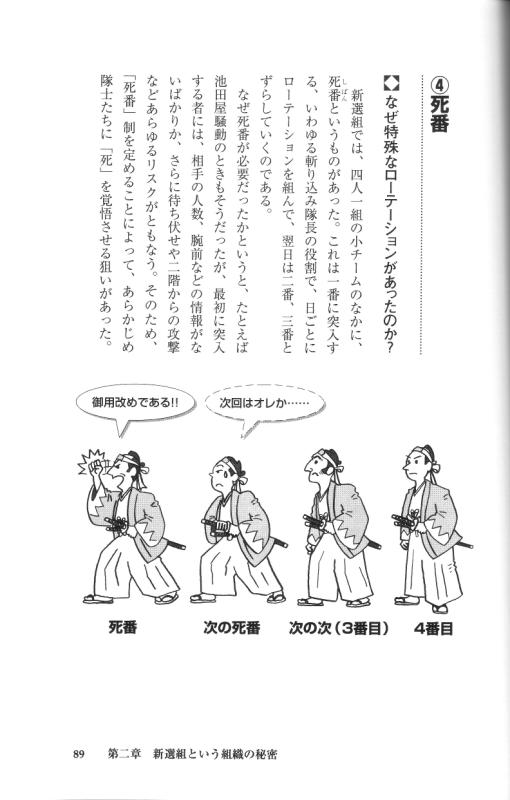 ④死番
◆なぜ特殊なローテーションがあったのか?
新選組では、四人一組の小チームのなかに、
死番というものがあった。これは一番に突入す
しばん
る、いわゆる斬り込み隊長の役割で、日ごとに
ローテーションを組んで、翌日は二番、三番と
ずらしていくのである。
なぜ死番が必要だったかというと、たとえば
池田屋騒動のときもそうだったが、最初に突入
する者には、相手の人数、腕前などの情報がな
いばかりか、さらに待ち伏せや二階からの攻撃
などあらゆるリスクがともなう。そのため、
「死番」制を定めることによって、あらかじめ
隊士たちに「死」を覚悟させる狙いがあった。
御用改めである!!
次回はオレか……
死番
次の死番
次の次(3番目)
4番目
89 第二章 新選組という組織の秘密